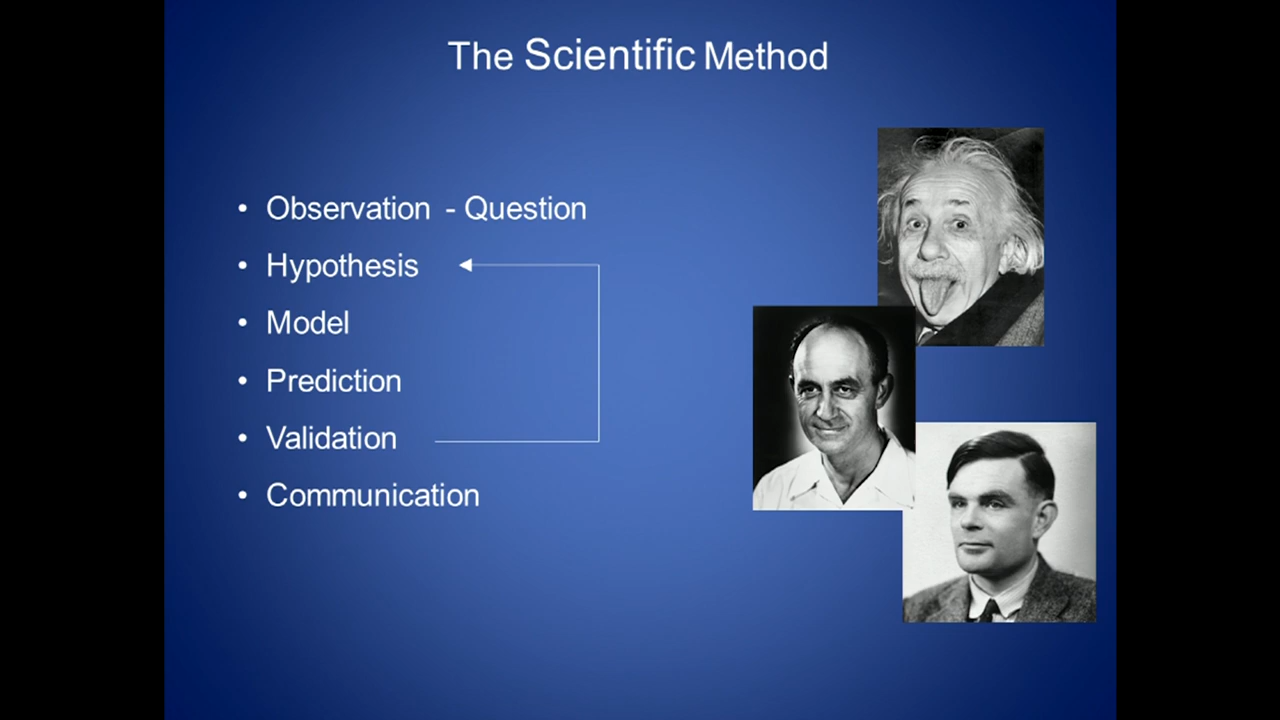 The Scientific Method
• Observation - Question
• Hypothesis
• Model
• Prediction
• Validation
• Communication